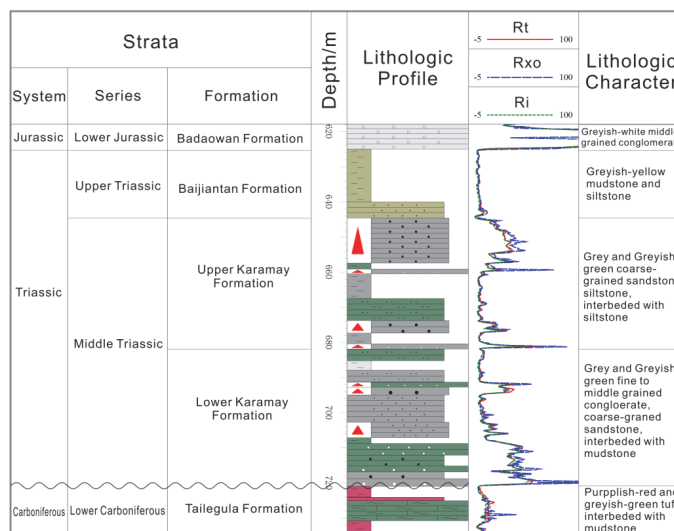 Strata
System
Series
Formation
Depth/m
Lithologic
Profile
Rt
-5 100
Rxo
-5 100
Ri
-5 100
Lithologic
Character
Jurassic
Lower Jurassic
Badaowan Formation
620
Greyish-white middle
grained conglomerat
Upper Triassic
Baijiantan Formation
640
Greyish-yellow
mudstone and
siltstone
Triassic
Middle Triassic
Upper Karamay
Formation
660
680
Grey and Greyish
green coarse-
grained sandston
siltstone,
interbeded with
siltstone
Lower Karamay
Formation
700
720
Grey and Greyish
green fine to
middle grained
congloerate,
coarse-graned
sandstone,
interbeded with
mudstone
Carboniferous
Lower Carboniferous
Tailegula Formation
Purpplish-red and
greyish-green tuf
interbeded with
mudstone